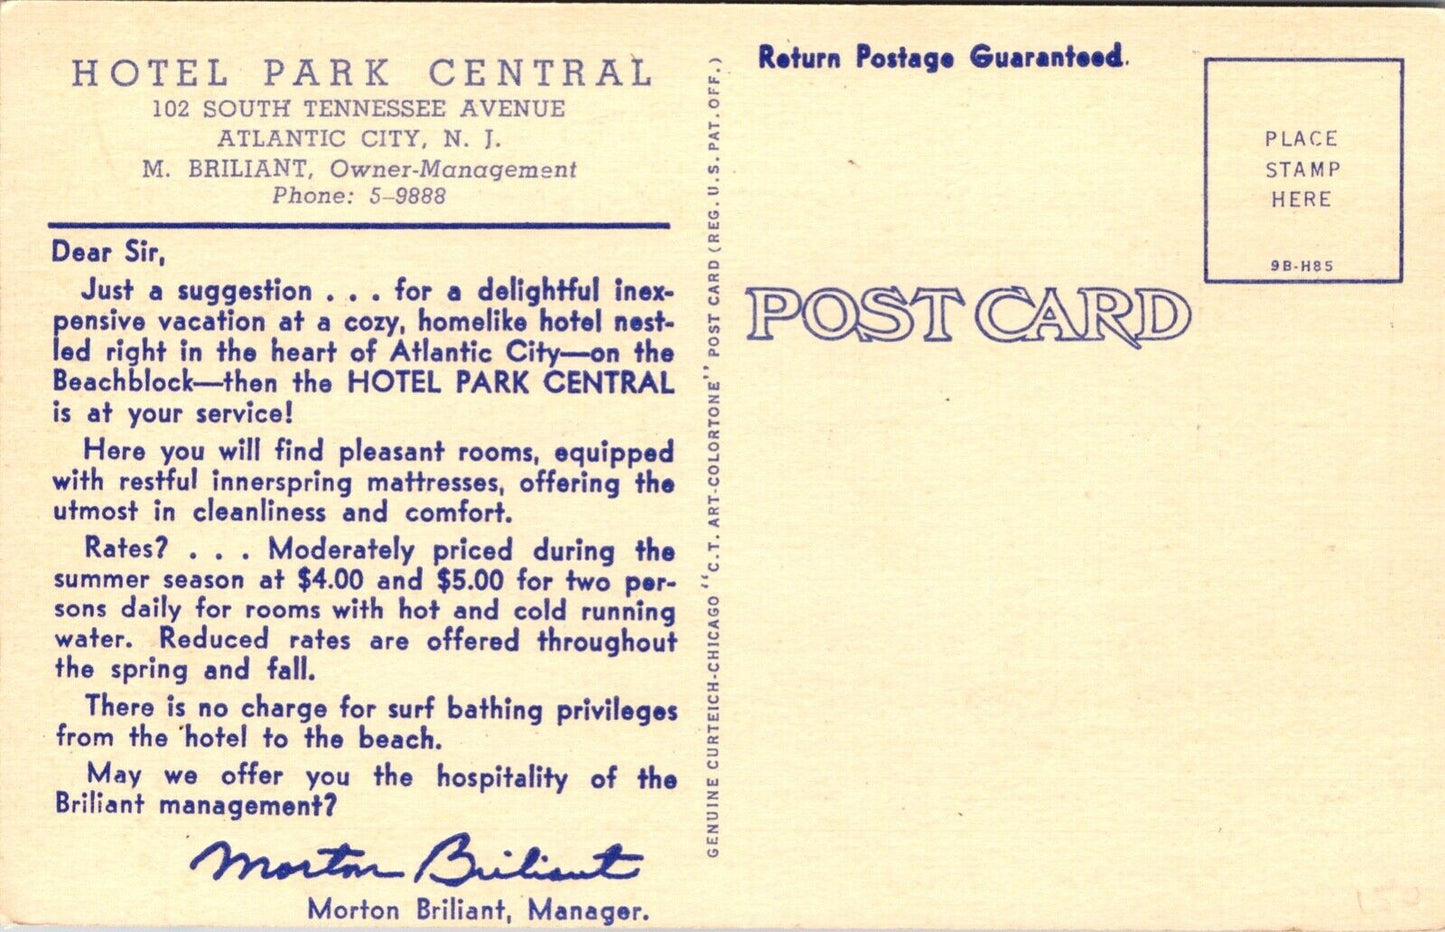 HOTEL PARK CENTRAL
102 SOUTH TENNESSEE AVENUE
ATLANTIC CITY, N. J.
M. BRILIANT, Owner-Management
Phone: 5-9888
Dear Sir,
Just a suggestion . . . for a delightful inex-
pensive vacation at a cozy, homelike hotel nest-
led right in the heart of Atlantic City—on the
Beachblock—then the HOTEL PARK CENTRAL
is at your service!
Here you will find pleasant rooms, equipped
with restful innerspring mattresses, offering the
utmost in cleanliness and comfort.
Rates? . . . Moderately priced during the
summer season at $4.00 and $5.00 for two per-
sons daily for rooms with hot and cold running
water. Reduced rates are offered throughout
the spring and fall.
There is no charge for surf bathing privileges
from the hotel to the beach.
May we offer you the hospitality of the
Briliant management?
Morton Briliant
Morton Briliant, Manager.
GENUINE CURTEICH-CHICAGO "C.T. ART-COLORTONE" POST CARD (REG. U.S. PAT. OFF.)
Return Postage Guaranteed.
POST CARD
PLACE
STAMP
HERE
9B-H85